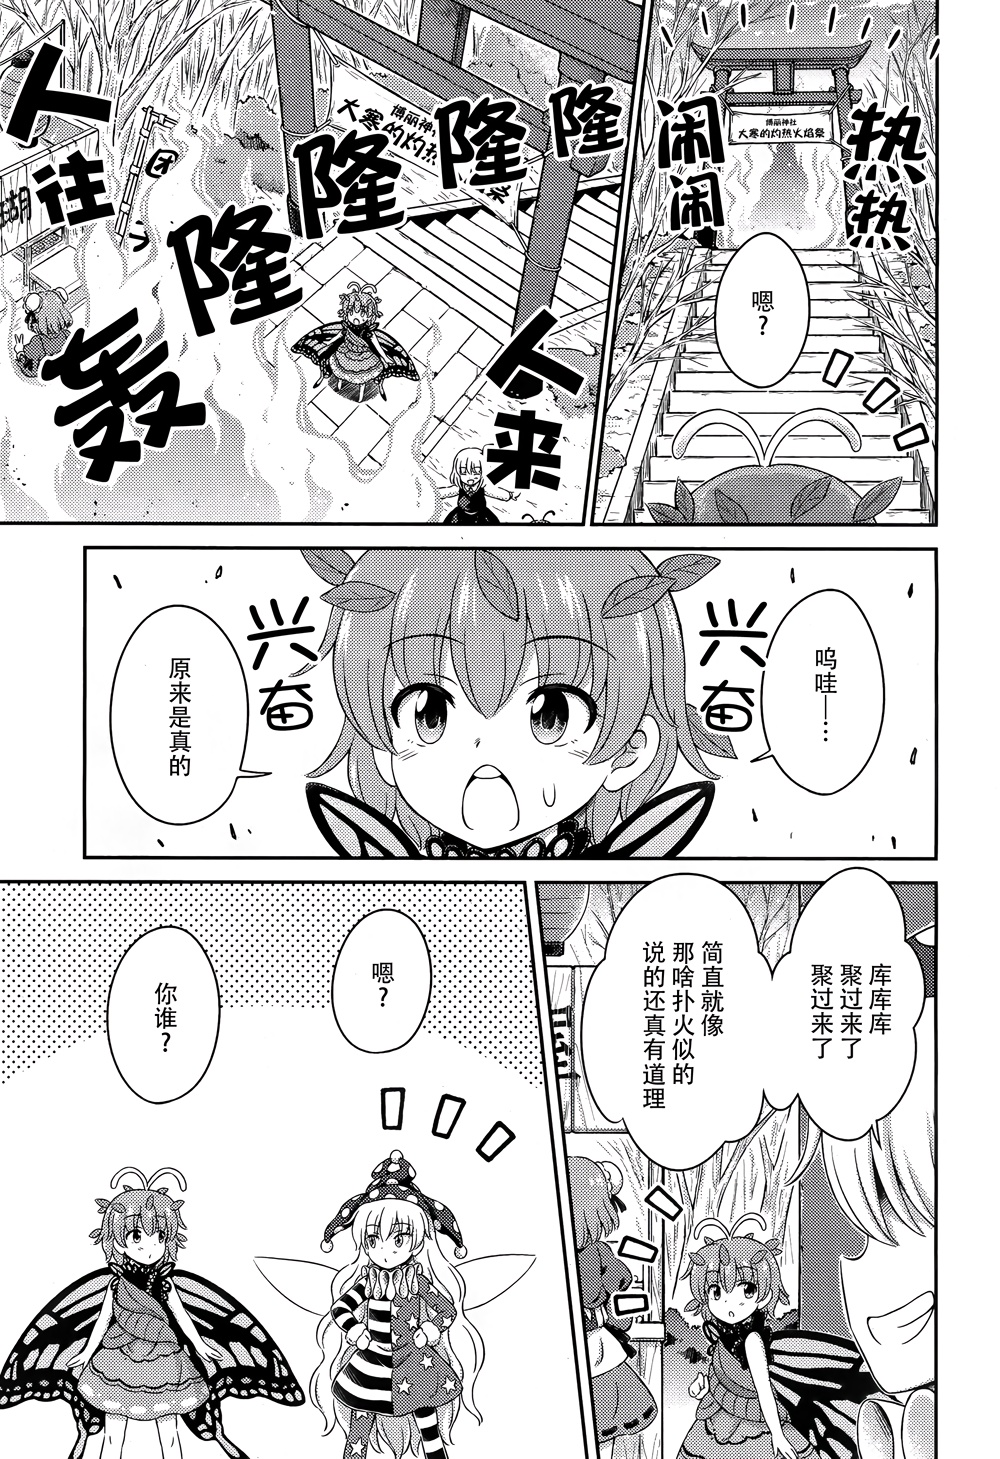 热热
闹闹
博丽神社
大寒的灼热火焰祭
嗯?
人来
人往
轰隆隆隆隆隆
博丽神社
大寒的灼热
祭
团
呜哇—…
兴奋
兴奋
原来是真的
库库库
聚过来了
聚过来了
简直就像
那啥扑火似的
说的还真有道理
嗯?
你谁?